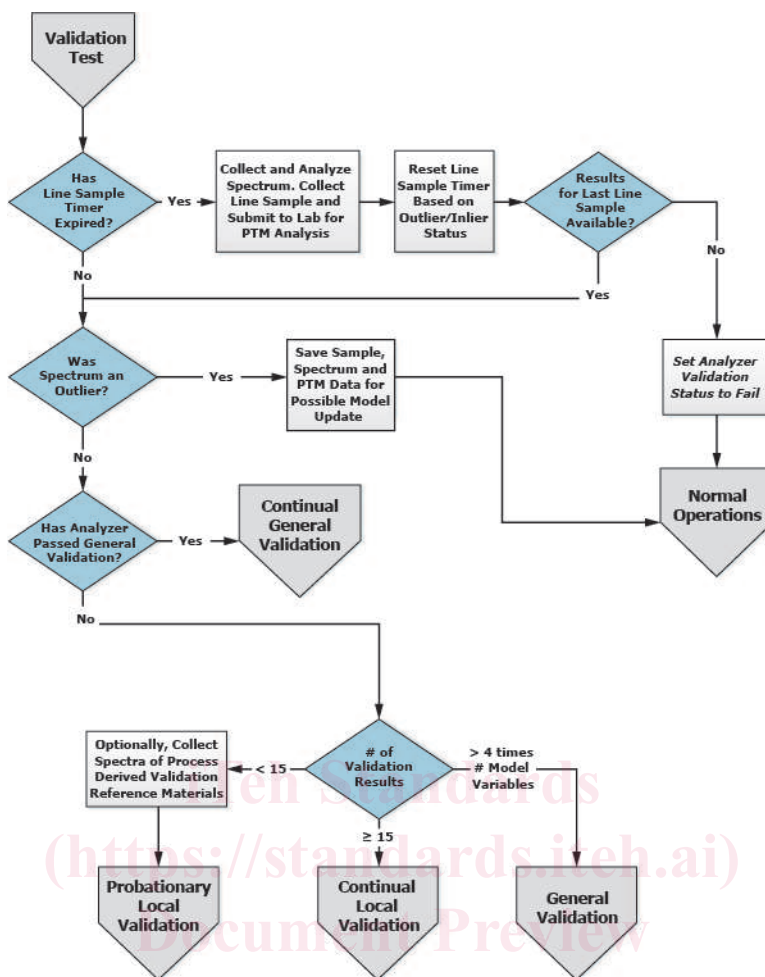 Validation
Test
Has
Line Sample
Timer
Expired?
Yes
Collect and Analyze
Spectrum. Collect
Line Sample and
Submit to Lab for
PTM Analysis
Reset Line
Sample Timer
Based on
Outlier/Inlier
Status
Results
for Last Line
Sample
Available?
No
Yes
No
Was
Spectrum an
Outlier?
Yes
Save Sample,
Spectrum and
PTM Data for
Possible Model
Update
Set Analyzer
Validation
Status to Fail
No
Has Analyzer
Passed General
Validation?
Yes
Continual
General
Validation
Normal
Operations
No
Optionally, Collect
Spectra of Process
Derived Validation
Reference Materials
< 15
# of
Validation
Results
> 4 times
# Model
Variables
≥ 15
Probationary
Local
Validation
Continual
Local
Validation
General
Validation
iTeh Standards
(https://standards.iteh.ai)
Document Preview